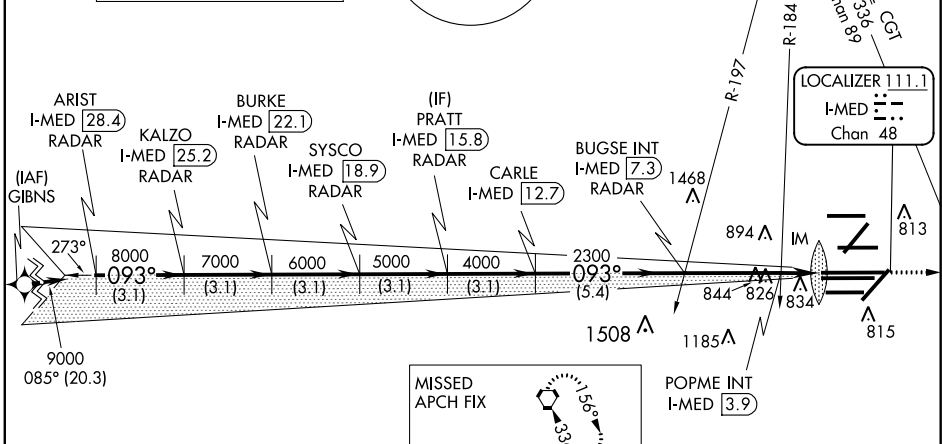 CGT
336
Chan 89
R-184
R-197
LOCALIZER 111.1
I-MED
Chan 48
ARIST
I-MED 28.4
RADAR
KALZO
I-MED 25.2
RADAR
BURKE
I-MED 22.1
RADAR
SYSCO
I-MED 18.9
RADAR
(IF)
PRATT
I-MED 15.8
RADAR
CARLE
I-MED 12.7
BUGSE INT
I-MED 7.3
RADAR
(IAF)
GIBNS
1468
894
IM
813
273°
8000
093°
(3.1)
7000
(3.1)
6000
(3.1)
5000
(3.1)
4000
(3.1)
2300
093°
(5.4)
844
826
834
815
1508
1185
9000
085° (20.3)
POPME INT
I-MED 3.9
MISSED
APCH FIX
156°